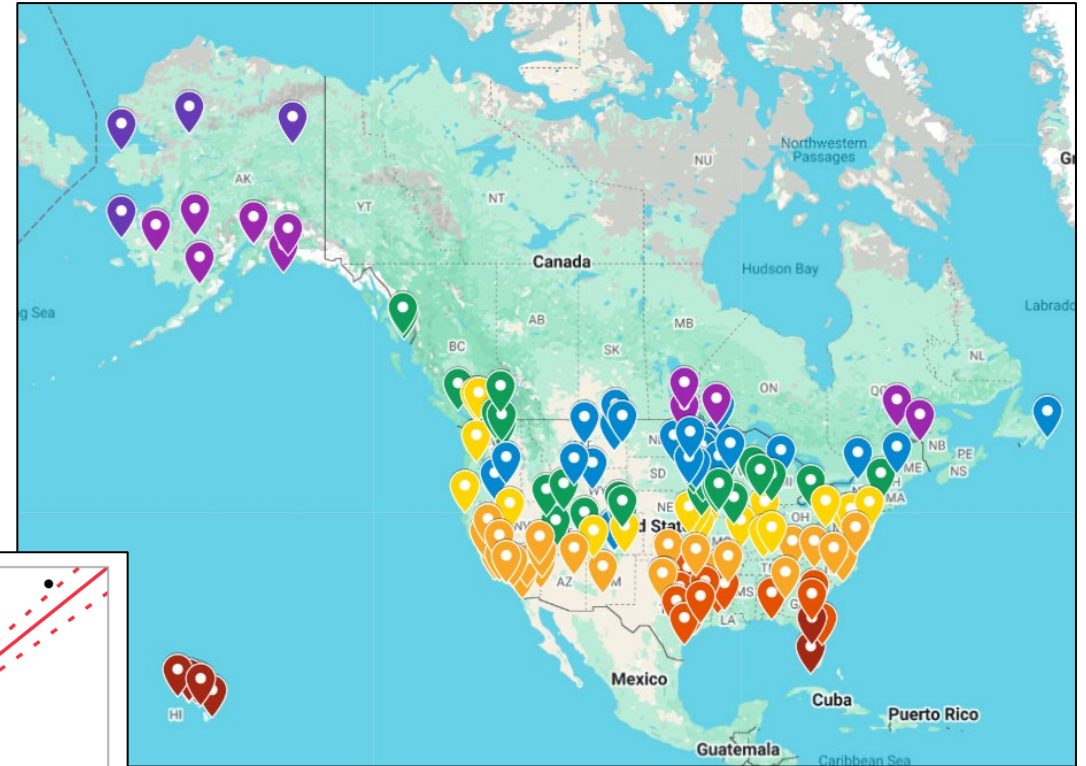 Northwestern
Passages
NU
Gr
AK
YT
NT
Canada
Hudson Bay
g Sea
Labrado
AB
MB
BC
SK
NL
ON
QC
NB
PE
ME
NS
SD
MA
NE
OH
d Stat
AZ
MS
LA
Mexico
HI
Cuba
Puerto Rico
Guatemala
Caribbean Sea